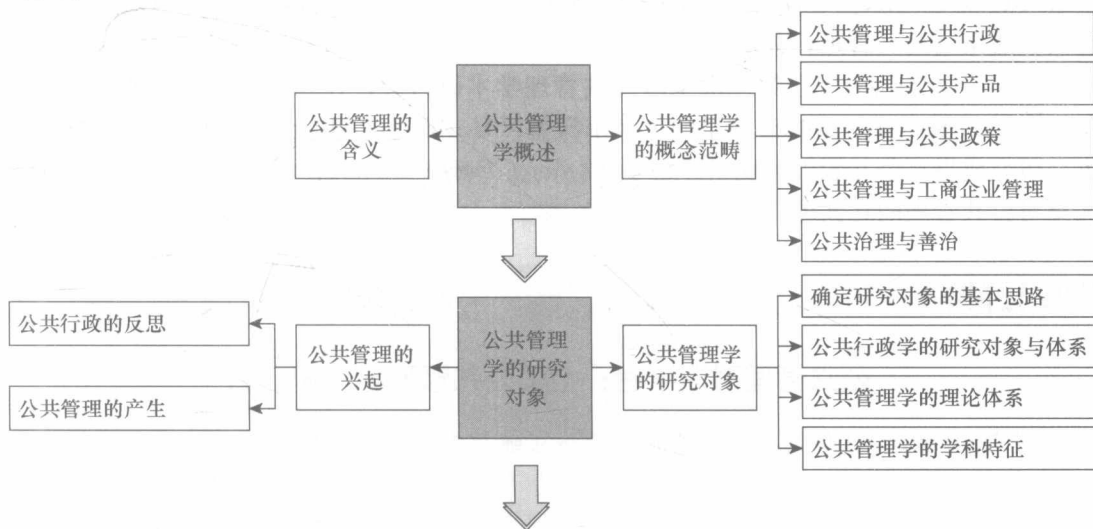 公共管理的
含义
公共管理
学概述
公共管理学
的概念范畴
公共管理与公共行政
公共管理与公共产品
公共管理与公共政策
公共管理与工商企业管理
公共治理与善治
公共行政的反思
公共管理的产生
公共管理的
兴起
公共管理
学的研究
对象
公共管理学
的研究对象
确定研究对象的基本思路
公共行政学的研究对象与体系
公共管理学的理论体系
公共管理学的学科特征